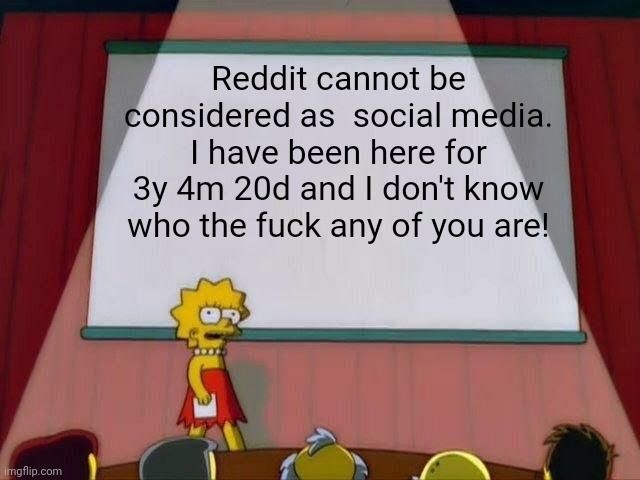 Reddit cannot be
considered as  social media.
I have been here for
3y 4m 20d and I don't know
who the fuck any of you are!
imgflip.com